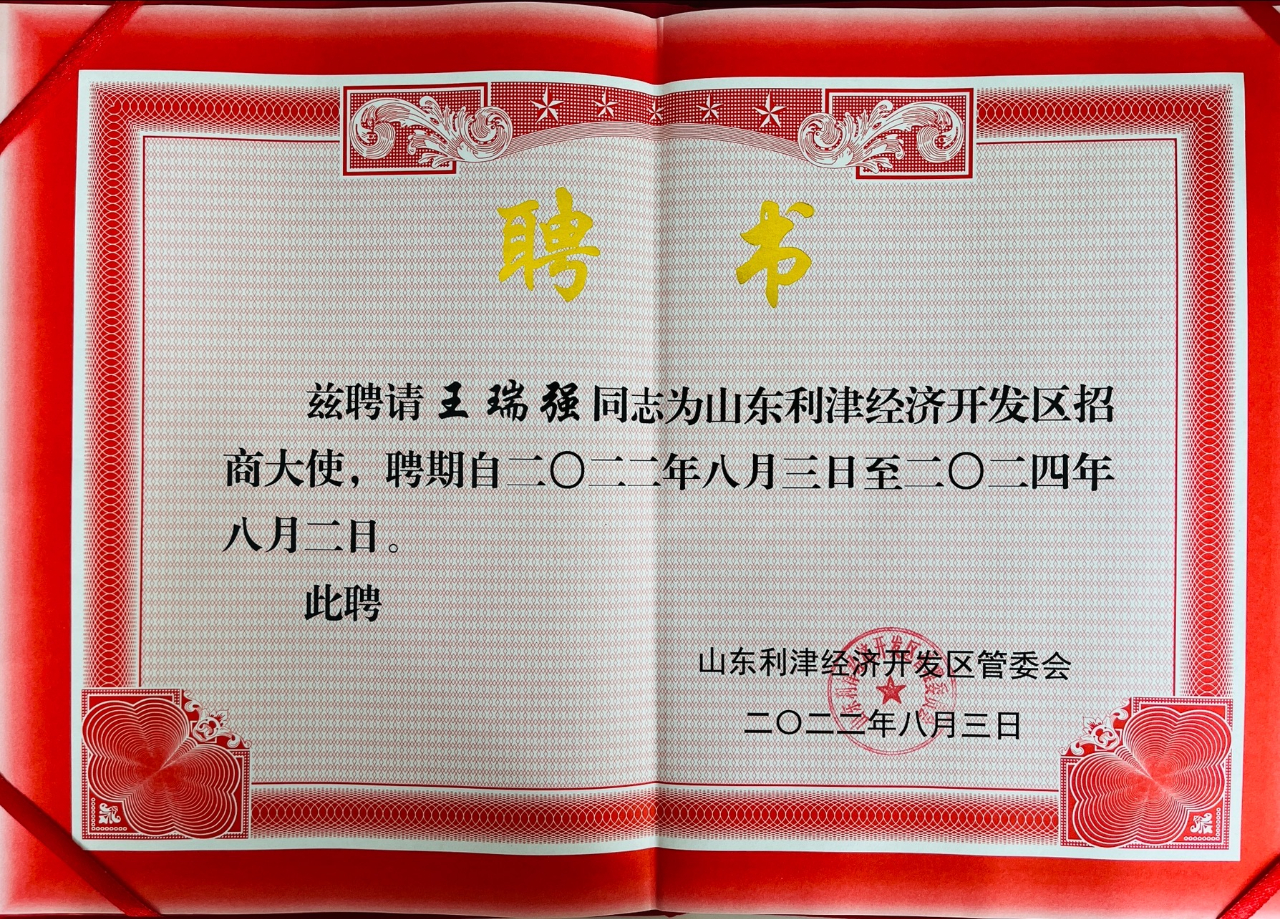 聘 书
兹聘请王瑞强同志为山东利津经济开发区招
商大使，聘期自二〇二二年八月三日至二〇二四年
八月二日。
此聘
山东利津经济开发区管委会
二〇二二年八月三日